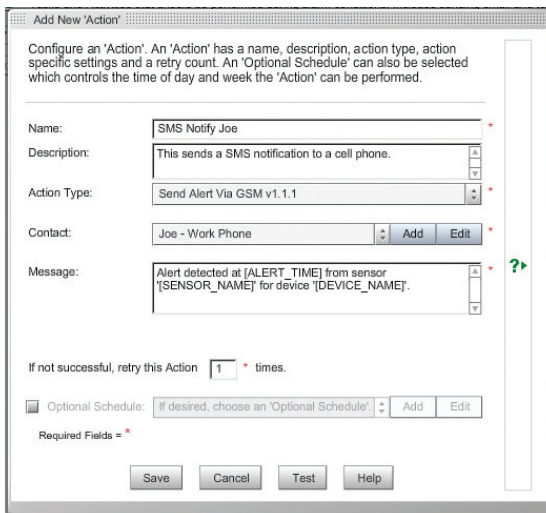 Add New 'Action'
Configure an 'Action'. An 'Action' has a name, description, action type, action
specific settings and a retry count. An 'Optional Schedule' can also be selected
which controls the time of day and week the 'Action' can be performed.
Name: SMS Notify Joe *
Description: This sends a SMS notification to a cell phone.
Action Type: Send Alert Via GSM v1.1.1 *
Contact: Joe - Work Phone Add Edit *
Message: Alert detected at [ALERT_TIME] from sensor *
'[SENSOR_NAME]' for device '[DEVICE_NAME]'.
?
If not successful, retry this Action 1 * times.
Optional Schedule: If desired, choose an 'Optional Schedule'. Add Edit
Required Fields = *
Save Cancel Test Help